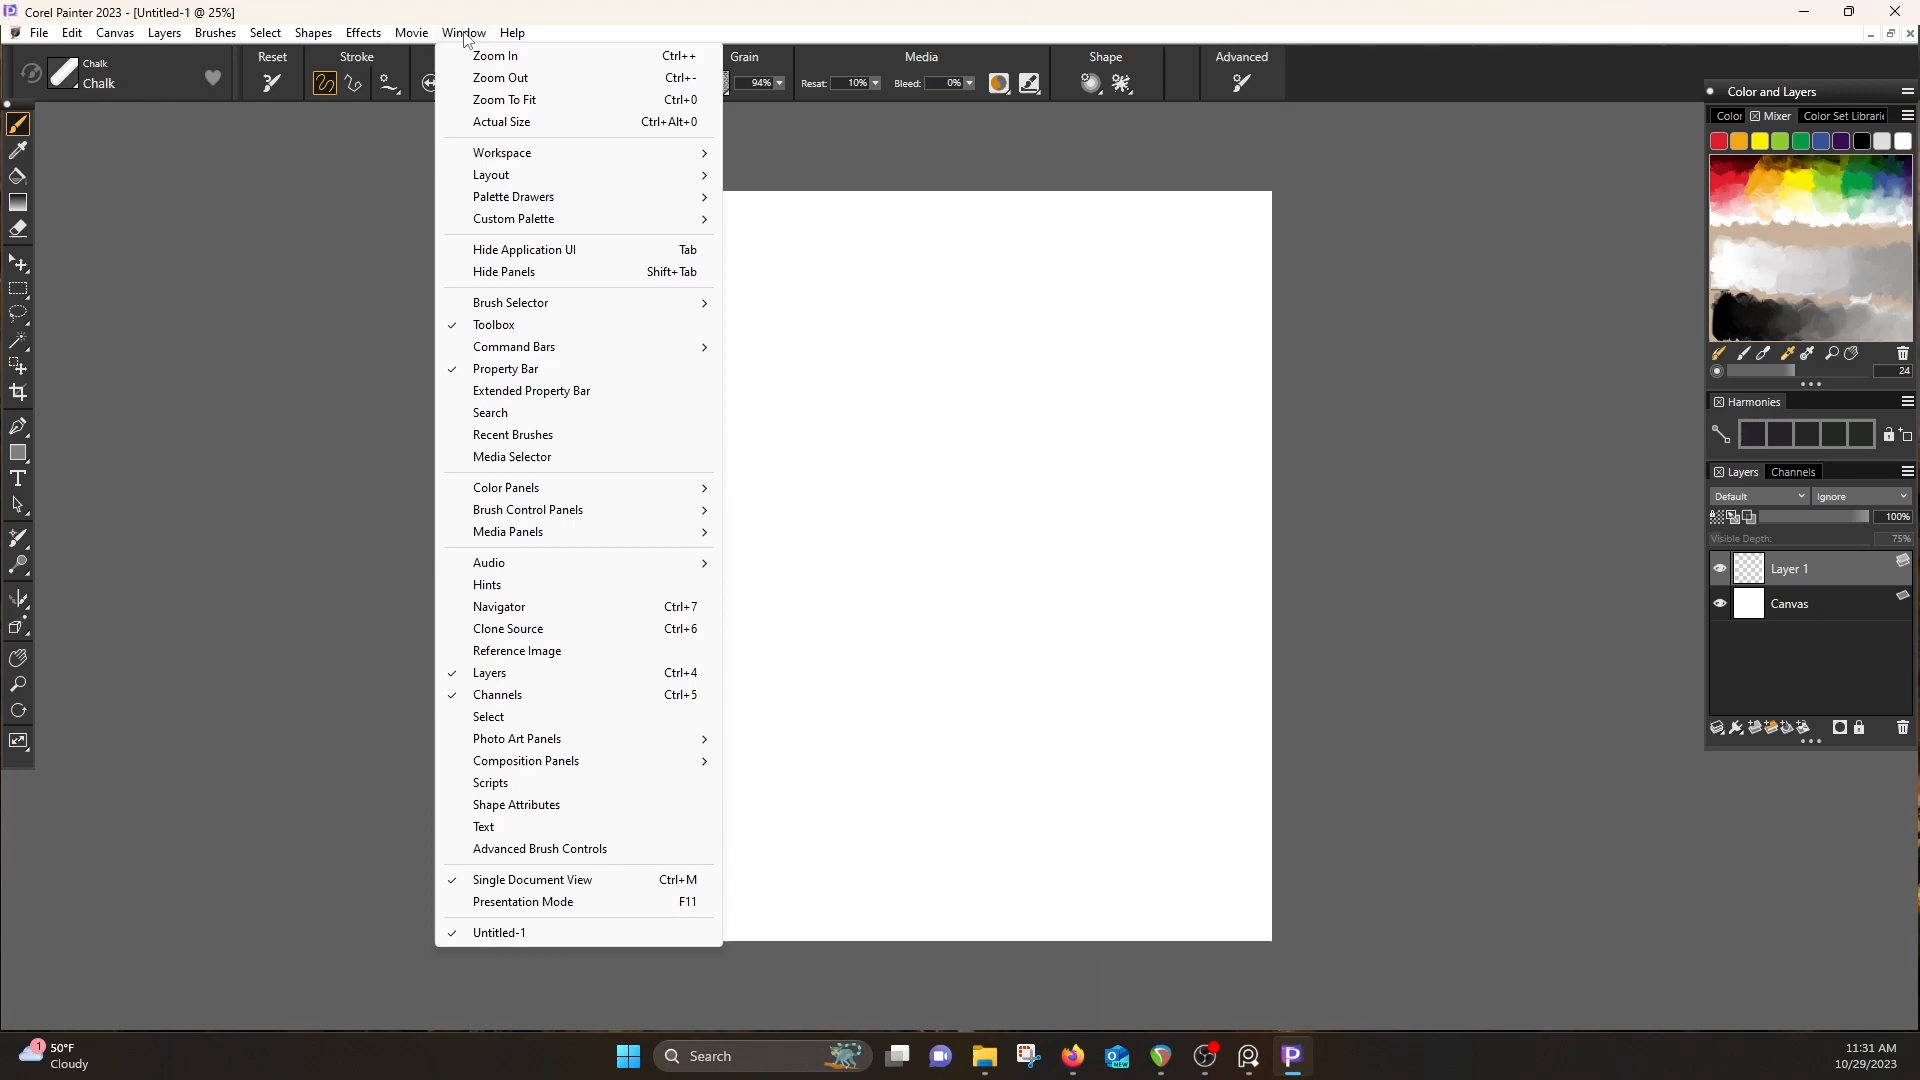 Corel Painter 2023 - [Untitled-1 @ 25%]
File Edit Canvas Layers Brushes Select Shapes Effects Movie Window Help
Chalk
Chalk
Reset
Stroke
Grain
94%
Media
Resat: 10%
Bleed: 0%
Shape
Advanced
Zoom In Ctrl++
Zoom Out Ctrl+-
Zoom To Fit Ctrl+0
Actual Size Ctrl+Alt+0
Workspace
Layout
Palette Drawers
Custom Palette
Hide Application UI Tab
Hide Panels Shift+Tab
Brush Selector
Toolbox
Command Bars
Property Bar
Extended Property Bar
Search
Recent Brushes
Media Selector
Color Panels
Brush Control Panels
Media Panels
Audio
Hints
Navigator Ctrl+7
Clone Source Ctrl+6
Reference Image
Layers Ctrl+4
Channels Ctrl+5
Select
Photo Art Panels
Composition Panels
Scripts
Shape Attributes
Text
Advanced Brush Controls
Single Document View Ctrl+M
Presentation Mode F11
Untitled-1
Color and Layers
Color Mixer Color Set Librari
24
Harmonies
Layers Channels
Default Ignore
100%
Visible Depth: 75%
Layer 1
Canvas
1
50°F
Cloudy
Search
NEW
11:31 AM
10/29/2023